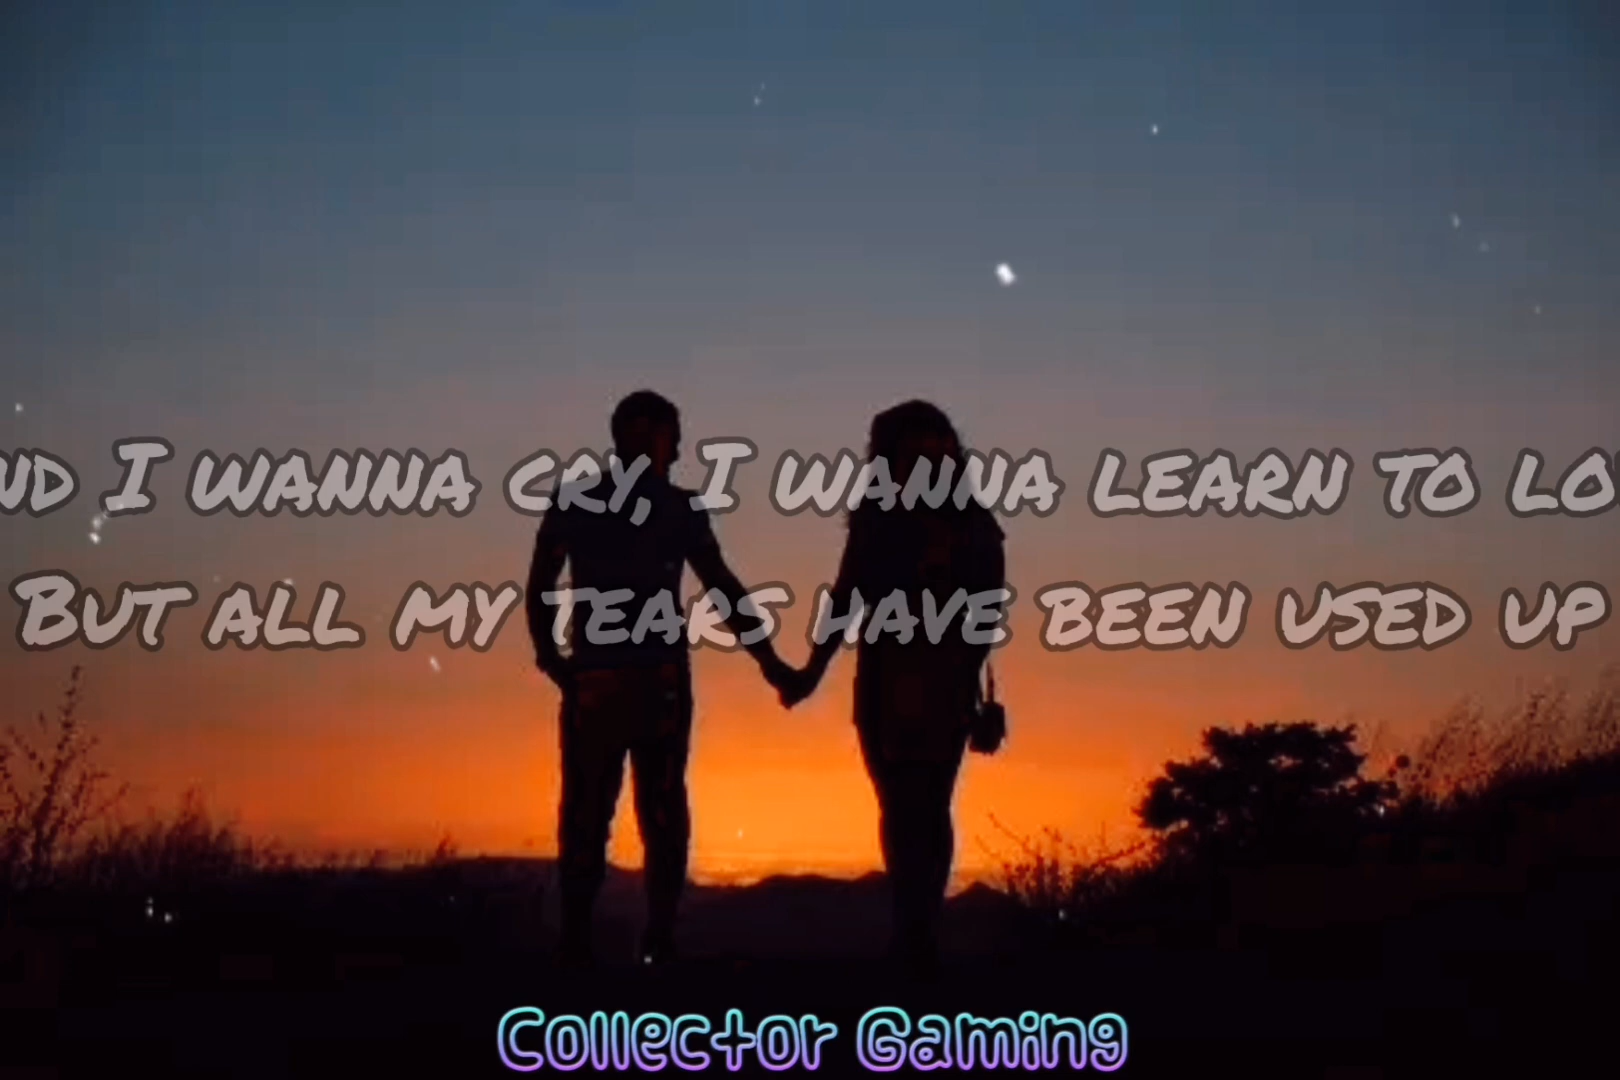 ND I WANNA CRY, I WANNA LEARN TO LO
BUT ALL MY TEARS HAVE BEEN USED UP
Collector Gaming